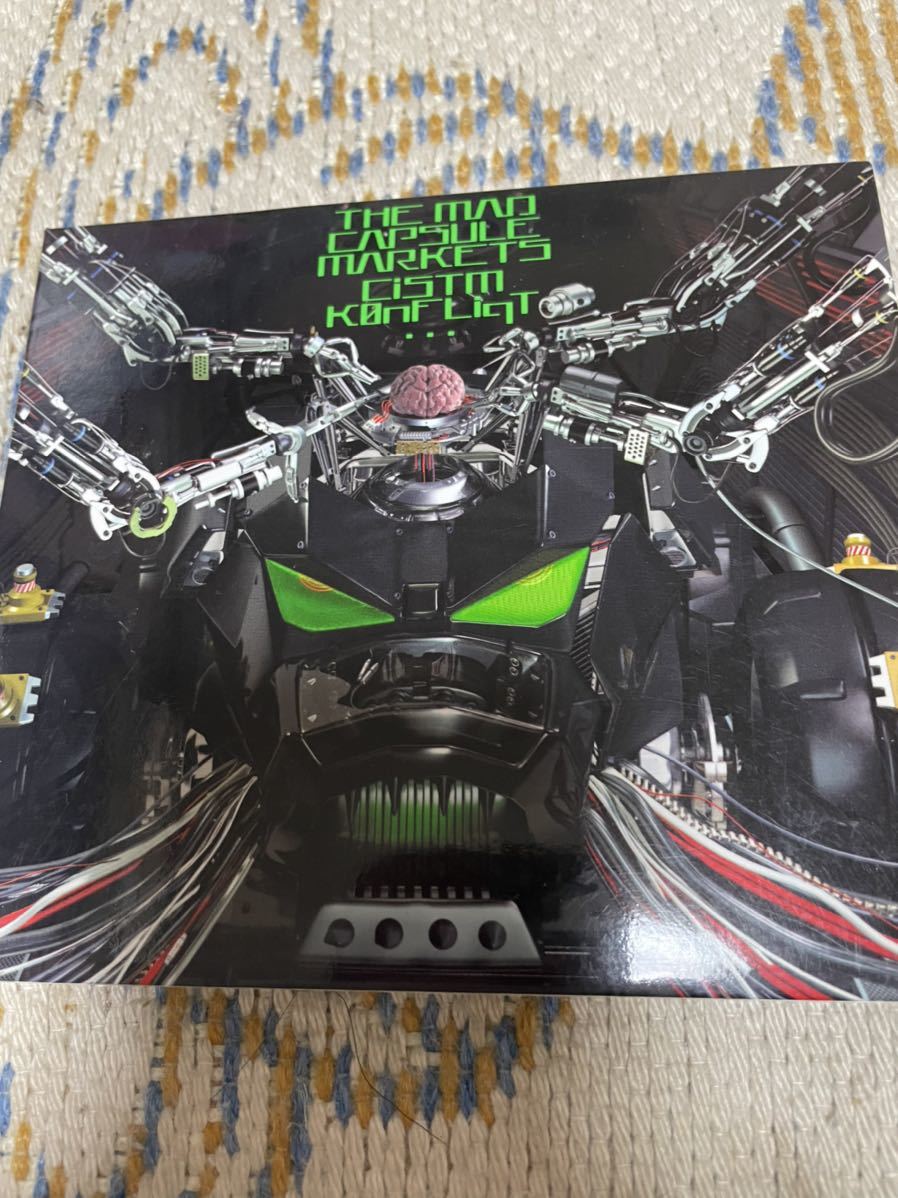 THE MAD
CAPSULE
MARKETS
CiSTm
K0nFLiqT
...